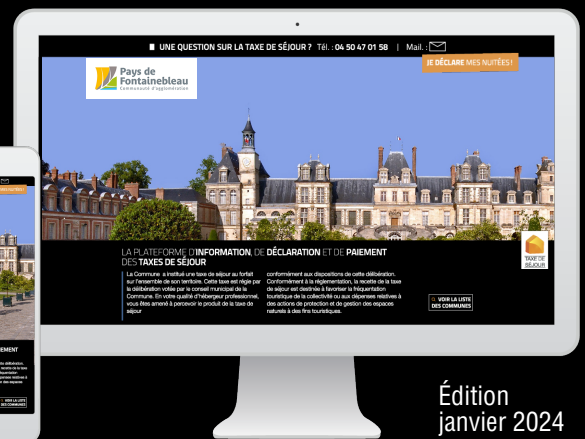 UNE QUESTION SUR LA TAXE DE SÉJOUR ? Tél. : 04 50 47 01 58 | Mail. :
JE DÉCLARE MES NUITÉES !
Pays de
Fontainebleau
Communauté d'agglomération
LA PLATEFORME D'INFORMATION, DE DÉCLARATION ET DE PAIEMENT
DES TAXES DE SÉJOUR
La Commune a institué une taxe de séjour au forfait
sur l'ensemble de son territoire. Cette taxe est régie par
la délibération votée par le conseil municipal de la
Commune. En votre qualité d'hébergeur professionnel,
vous êtes amené à percevoir le produit de la taxe de
séjour
conformément aux dispositions de cette délibération.
Conformément à la réglementation, la recette de la taxe
de séjour est destinée à favoriser la fréquentation
touristique de la collectivité ou aux dépenses relatives à
des actions de protection et de gestion des espaces
naturels à des fins touristiques.
TAXE DE
SÉJOUR
VOIR LA LISTE
DES COMMUNES
EMENT
Édition
janvier 2024